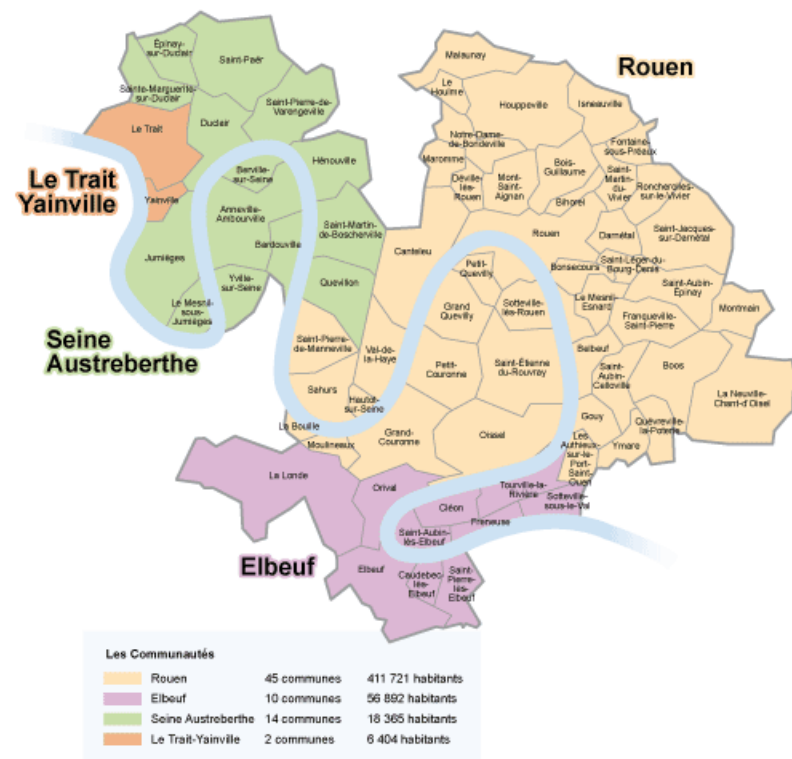 Épinay-
sur-Duclair
Saint-Paër
Sainte-Marguerite-
sur-Duclair
Saint-Pierre-de-
Varengeville
Le Trait
Duclair
Hénouville
Berville-
sur-Seine
Yainville
Anneville-
Ambourville
Saint-Martin
de-Boscherville
Bardouville
Jumièges
Yville-
sur-Seine
Quevillon
Le Mesnil-
sous-
Jumièges
Le Trait
Yainville
Seine
Austreberthe
Rouen
Malaunay
Le
Houlme
Houppeville
Isneauville
Notre-Dame-
de-Bondeville
Fontaine-
sous-Préaux
Maromme
Bois-
Guillaume
Déville-
lès-
Rouen
Mont-
Saint-
Aignan
Saint-
Martin-
du-
Vivier
Roncherolles-
sur-le-Vivier
Bihorel
Rouen
Darnétal
Saint-Jacques-
sur-Darnétal
Canteleu
Petit-
Quevilly
Bonsecours
Saint-Léger-du-
Bourg-Denis
Saint-Aubin-
Épinay
Grand
Quevilly
Sotteville-
lès-Rouen
Le Mesnil-
Esnard
Montmain
Franqueville-
Saint-Pierre
Saint-Pierre-
de-Manneville
Val-de-
la-Haye
Belbeuf
Petit-
Couronne
Saint-Étienne
du-Rouvray
Saint-
Aubin-
Celloville
Boos
Sahurs
La Neuville-
Chant-d'Oisel
Hautot-
sur-Seine
La Bouille
Gouy
Quévreville-
la-Poterie
Moulineaux
Grand-
Couronne
Oissel
Les
Authieux-
sur-le-
Port-
Saint-
Ouen
Ymare
La Londe
Orival
Tourville-la-
Rivière
Cléon
Sotteville-
sous-le-Val
Freneuse
Saint-Aubin-
lès-Elbeuf
Elbeuf
Elbeuf
Caudebec-
lès-
Elbeuf
Saint-
Pierre-
lès-
Elbeuf
Les Communautés
Rouen 45 communes 411 721 habitants
Elbeuf 10 communes 56 892 habitants
Seine Austreberthe 14 communes 18 365 habitants
Le Trait-Yainville 2 communes 6 404 habitants